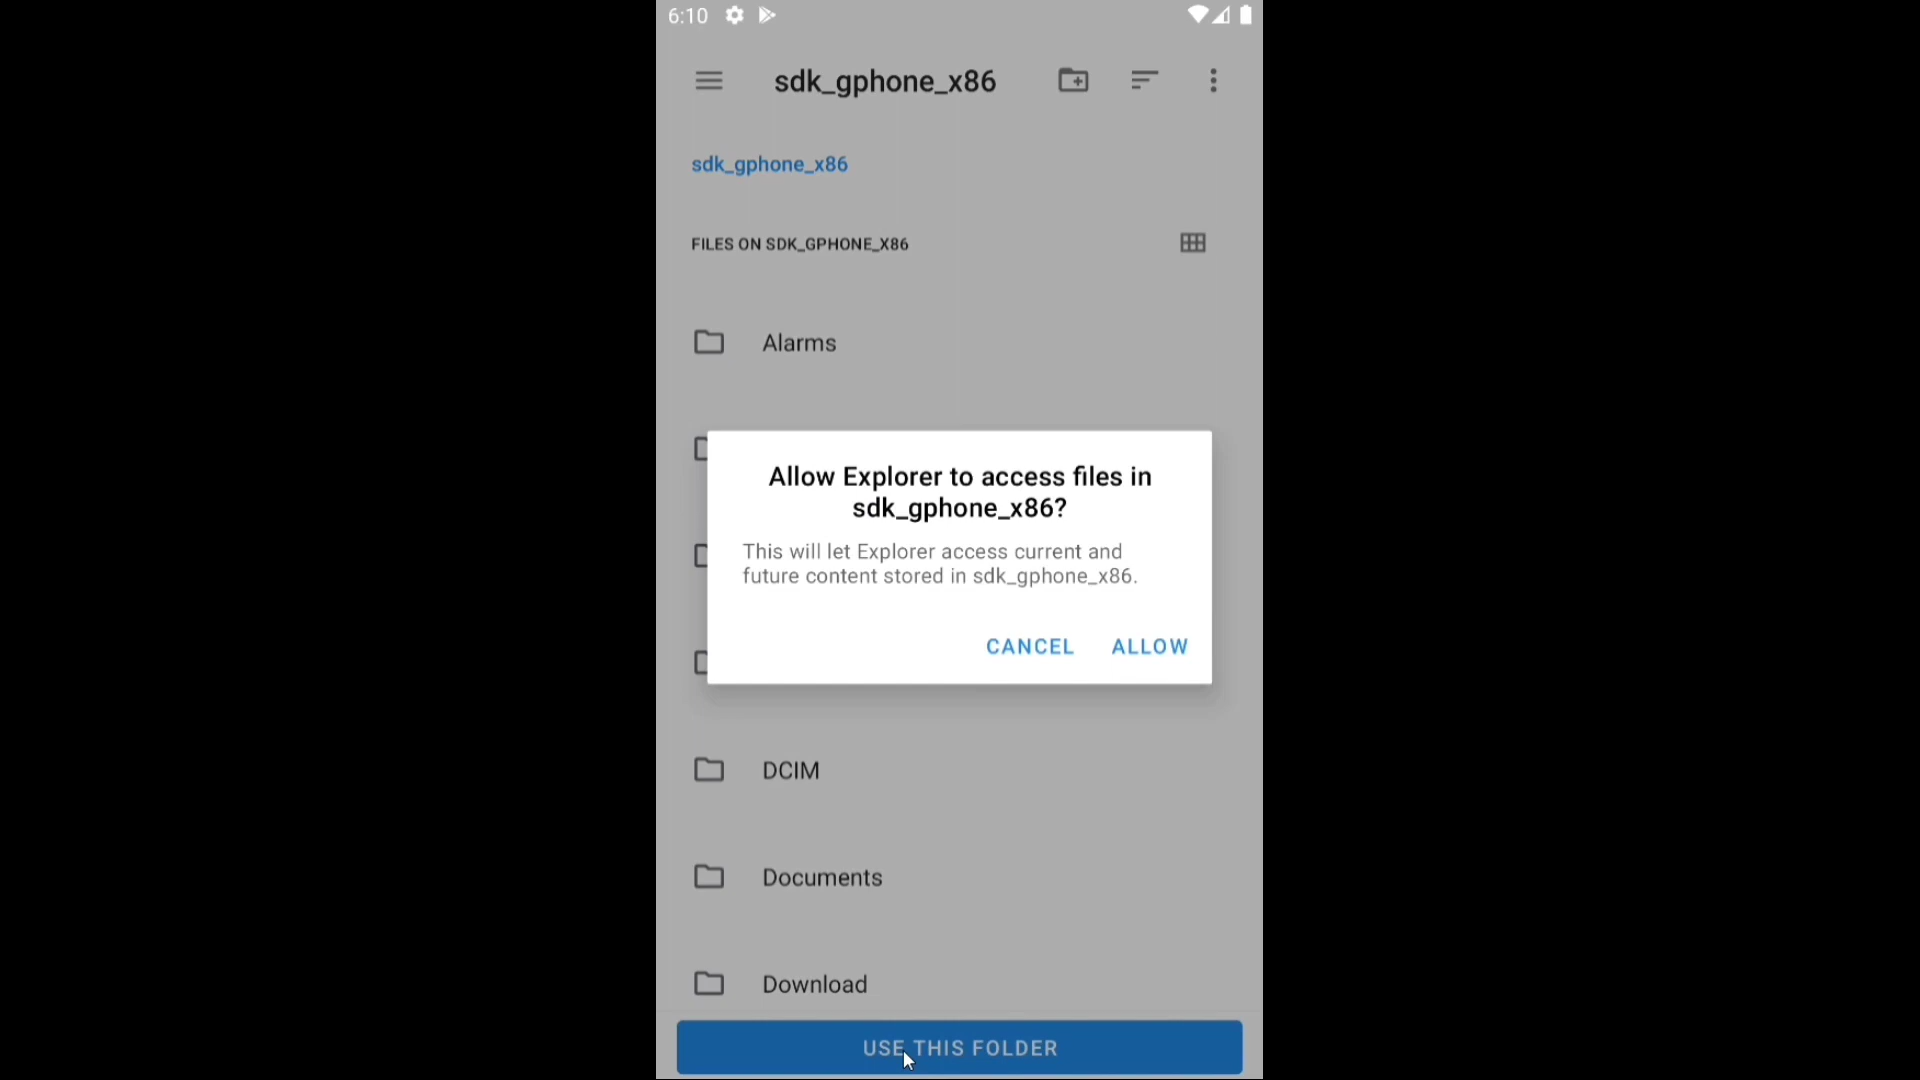 6:10
sdk_gphone_x86
sdk_gphone_x86
FILES ON SDK_GPHONE_X86
Alarms
Allow Explorer to access files in
sdk_gphone_x86?
This will let Explorer access current and
future content stored in sdk_gphone_x86.
CANCEL ALLOW
DCIM
Documents
Download
USE THIS FOLDER